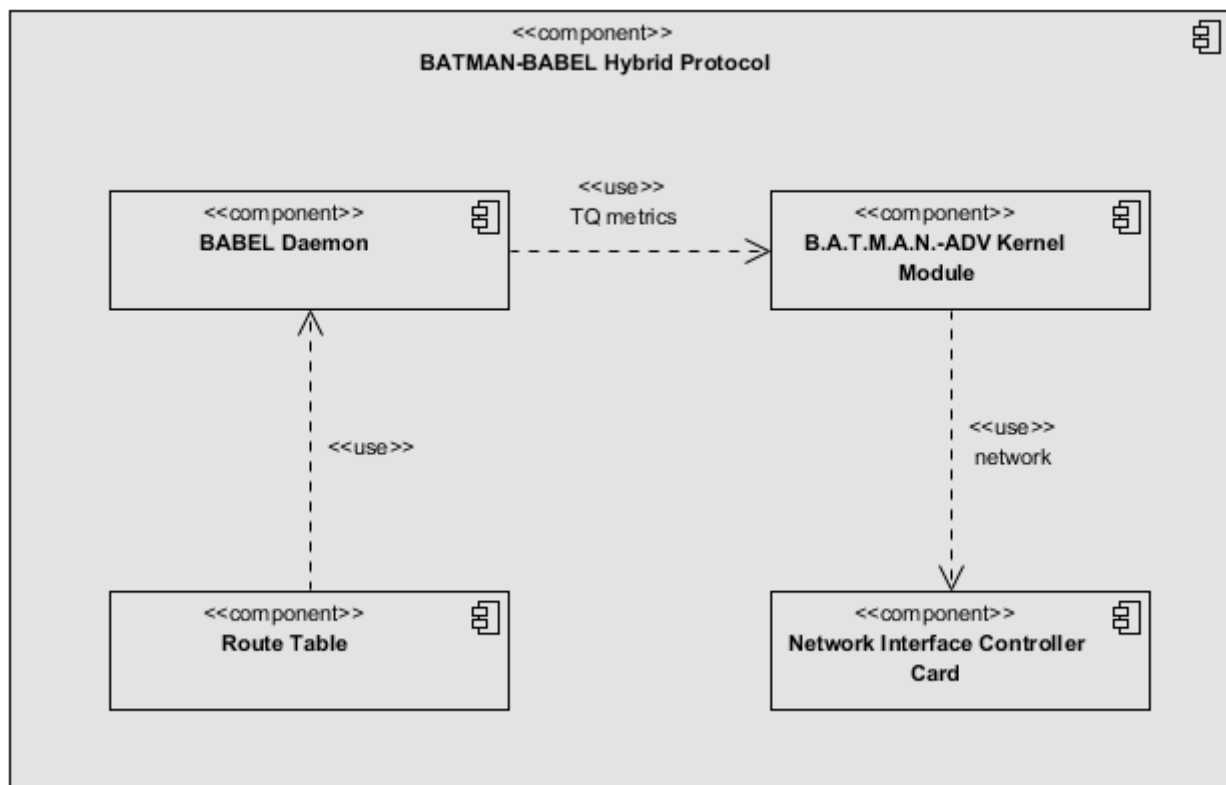 <<component>>
BATMAN-BABEL Hybrid Protocol
<<component>>
BABEL Daemon
<<use>>
TQ metrics
<<component>>
B.A.T.M.A.N.-ADV Kernel
Module
<<use>>
<<use>>
network
<<component>>
Route Table
<<component>>
Network Interface Controller
Card